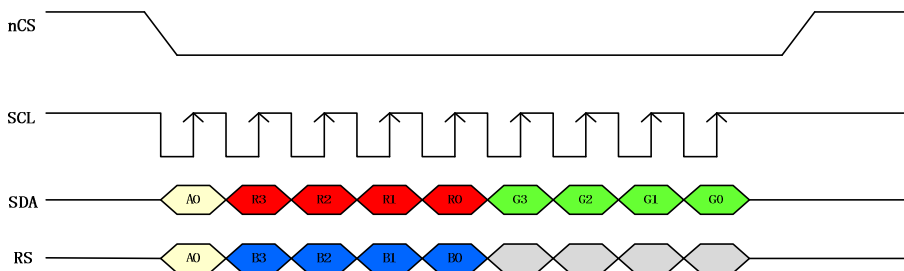 nCS
SCL
SDA A0 R3 R2 R1 R0 G3 G2 G1 G0
RS A0 B3 B2 B1 B0